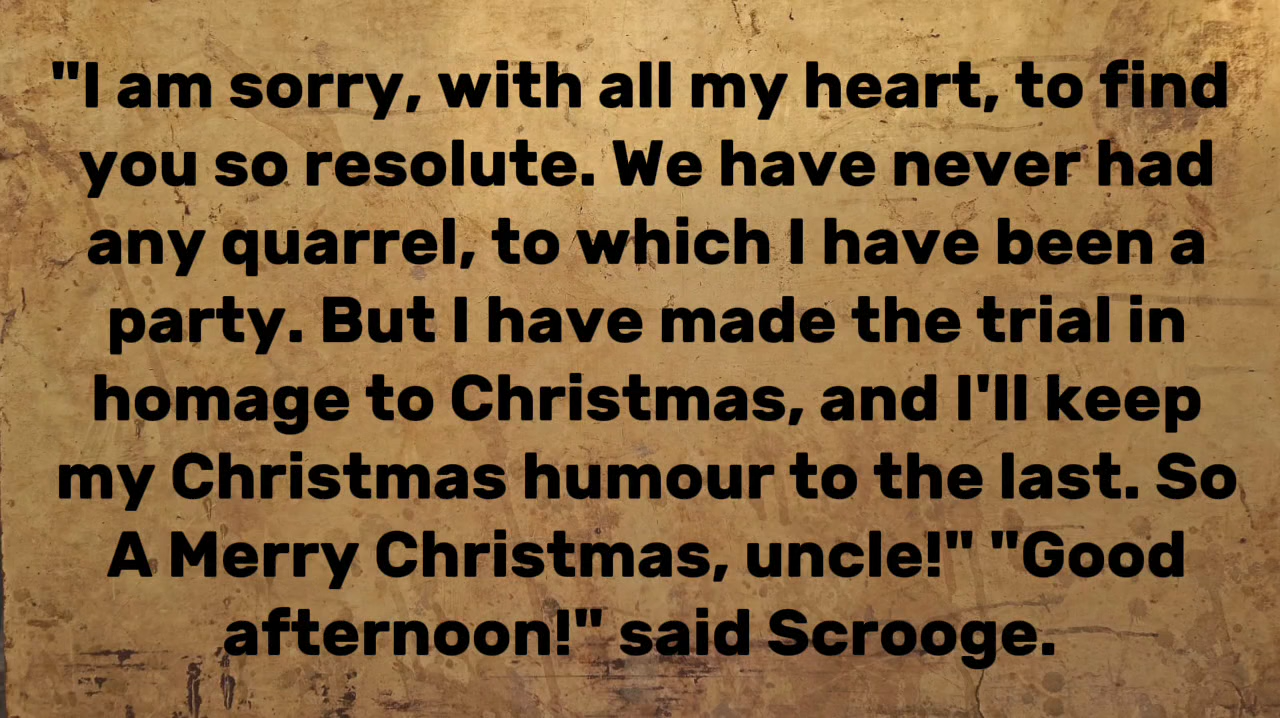 "I am sorry, with all my heart, to find
you so resolute. We have never had
any quarrel, to which I have been a
party. But I have made the trial in
homage to Christmas, and I'll keep
my Christmas humour to the last. So
A Merry Christmas, uncle!" "Good
afternoon!" said Scrooge.